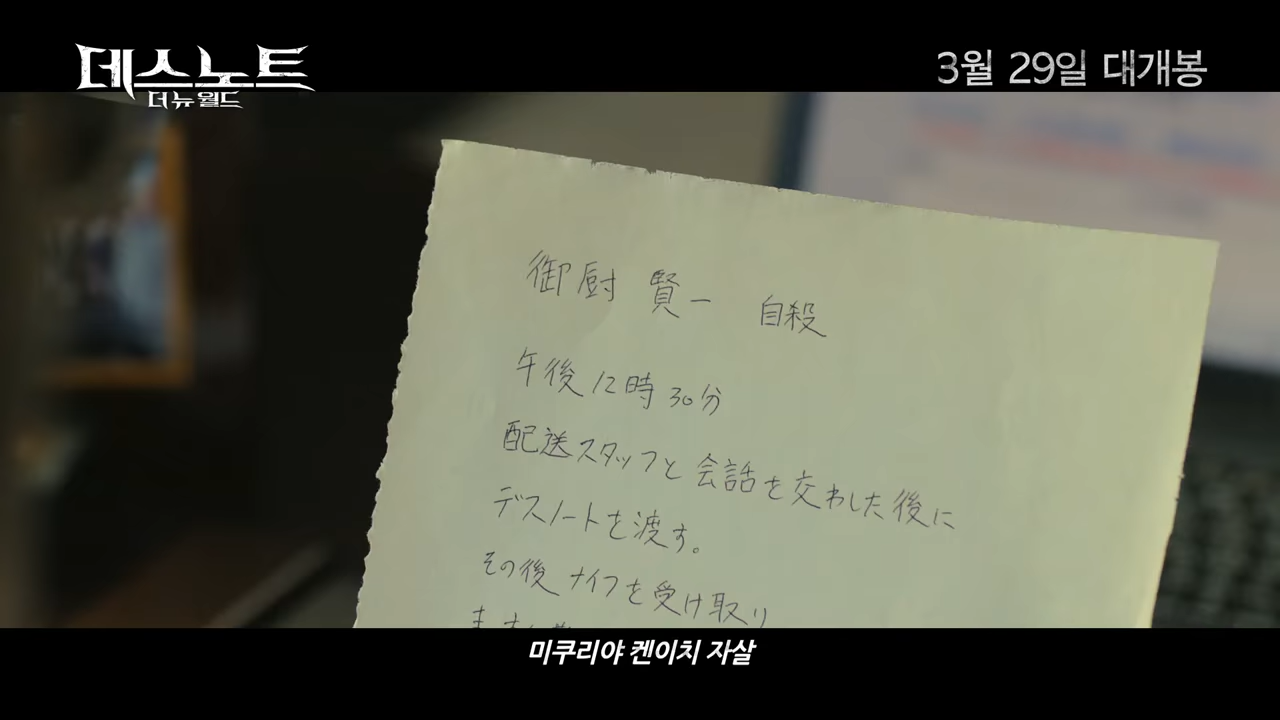 데스노트
더 뉴 월드
3월 29일 대개봉
御厨 賢一 自殺
午後12時30分
配送スタッフと会話を交わした後に
デスノートを渡す。
その後ナイフを受け取り
미쿠리야 켄이치 자살